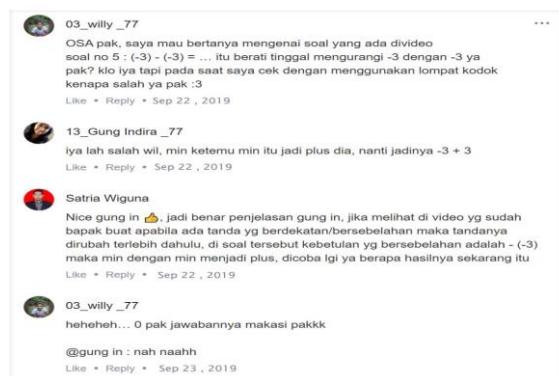 03_willy _77
OSA pak, saya mau bertanya mengenai soal yang ada divideo
soal no 5 : (-3) - (-3) = ... itu berati tinggal mengurangi -3 dengan -3 ya
pak? klo iya tapi pada saat saya cek dengan menggunakan lompat kodok
kenapa salah ya pak :3
Like • Reply • Sep 22 , 2019
13_Gung Indira _77
iya lah salah wil, min ketemu min itu jadi plus dia, nanti jadinya -3 + 3
Like • Reply • Sep 22 , 2019
Satria Wiguna
Nice gung in 👍, jadi benar penjelasan gung in, jika melihat di video yg sudah
bapak buat apabila ada tanda yg berdekatan/bersebelahan maka tandanya
dirubah terlebih dahulu, di soal tersebut kebetulan yg bersebelahan adalah - (-3)
maka min dengan min menjadi plus, dicoba lgi ya berapa hasilnya sekarang itu
Like • Reply • Sep 22, 2019
03_willy _77
heheheh... 0 pak jawabannya makasi pakkk
@gung in : nah naahh
Like • Reply • Sep 23 , 2019